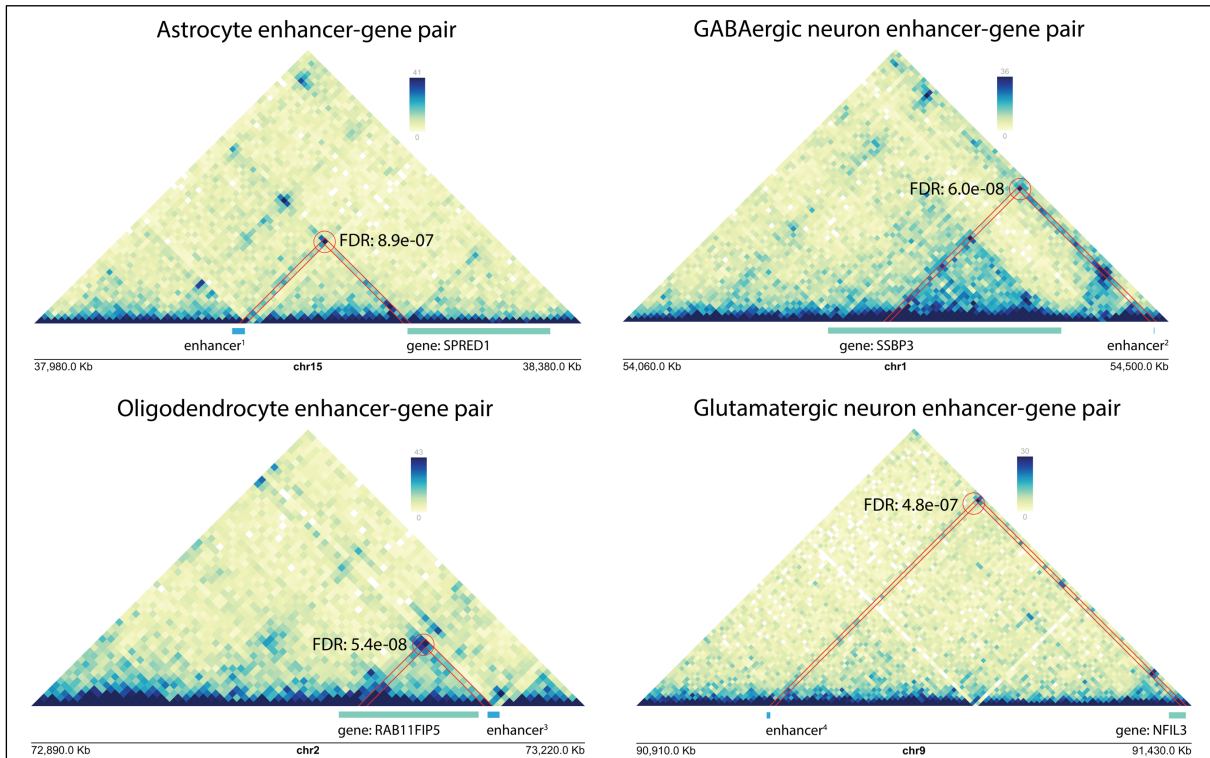 Astrocyte enhancer-gene pair
41
0
FDR: 8.9e-07
enhancer¹
gene: SPRED1
37,980.0 Kb
chr15
38,380.0 Kb
GABAergic neuron enhancer-gene pair
36
0
FDR: 6.0e-08
gene: SSBP3
enhancer²
54,060.0 Kb
chr1
54,500.0 Kb
Oligodendrocyte enhancer-gene pair
43
0
FDR: 5.4e-08
gene: RAB11FIP5
enhancer³
72,890.0 Kb
chr2
73,220.0 Kb
Glutamatergic neuron enhancer-gene pair
30
0
FDR: 4.8e-07
enhancer⁴
gene: NFIL3
90,910.0 Kb
chr9
91,430.0 Kb